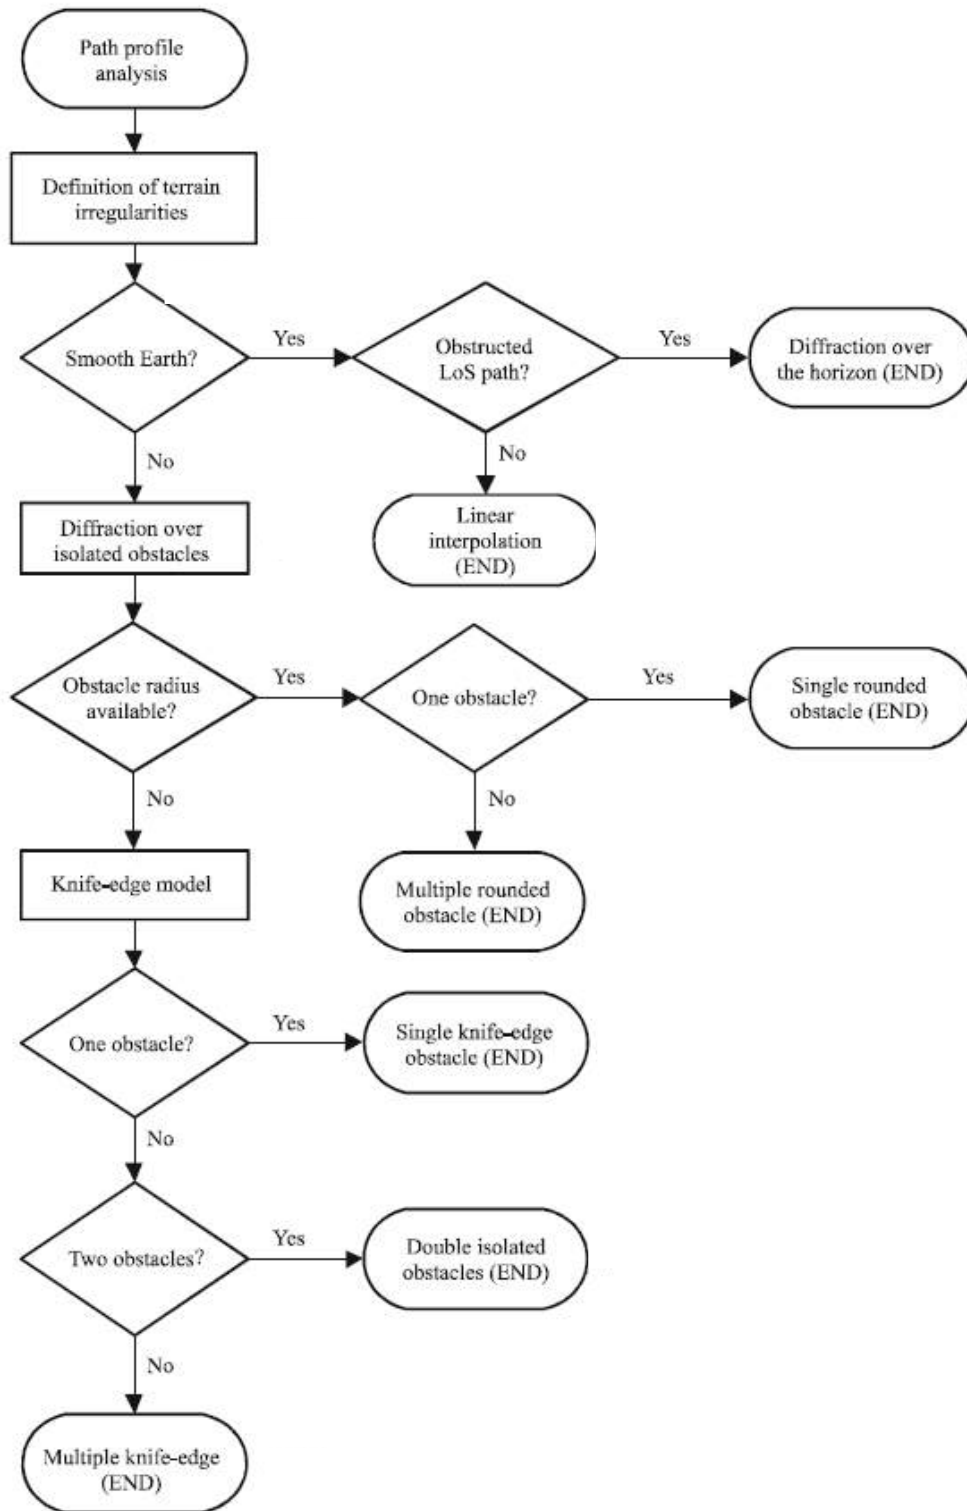 Path profile
analysis
Definition of terrain
irregularities
Smooth Earth?
Yes
Obstructed
LoS path?
Yes
Diffraction over
the horizon (END)
No
No
Linear
interpolation
(END)
Diffraction over
isolated obstacles
Obstacle radius
available?
Yes
One obstacle?
Yes
Single rounded
obstacle (END)
No
No
Knife-edge model
Multiple rounded
obstacle (END)
One obstacle?
Yes
Single knife-edge
obstacle (END)
No
Two obstacles?
Yes
Double isolated
obstacles (END)
No
Multiple knife-edge
(END)